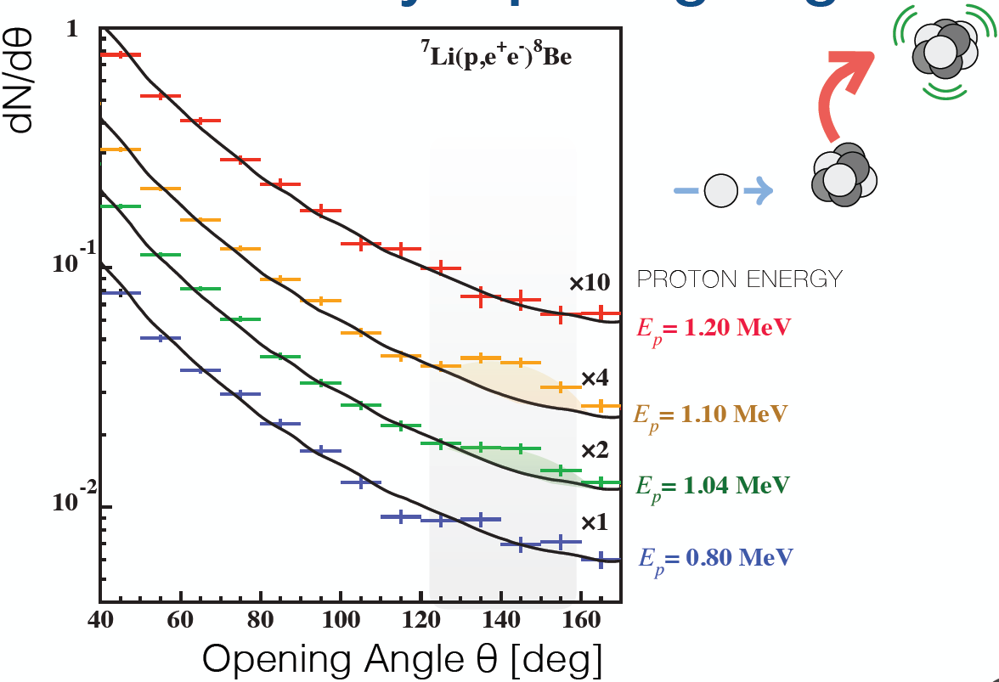 dN/dθ
1
10⁻¹
10⁻²
⁷Li(p,e⁺e⁻)⁸Be
×10
×4
×2
×1
PROTON ENERGY
Eₚ= 1.20 MeV
Eₚ= 1.10 MeV
Eₚ= 1.04 MeV
Eₚ= 0.80 MeV
40 60 80 100 120 140 160
Opening Angle θ [deg]